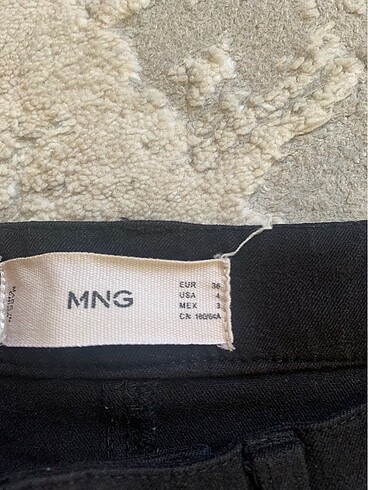 MNG
EUR 36
USA 4
MEX 3
CN 160/64A